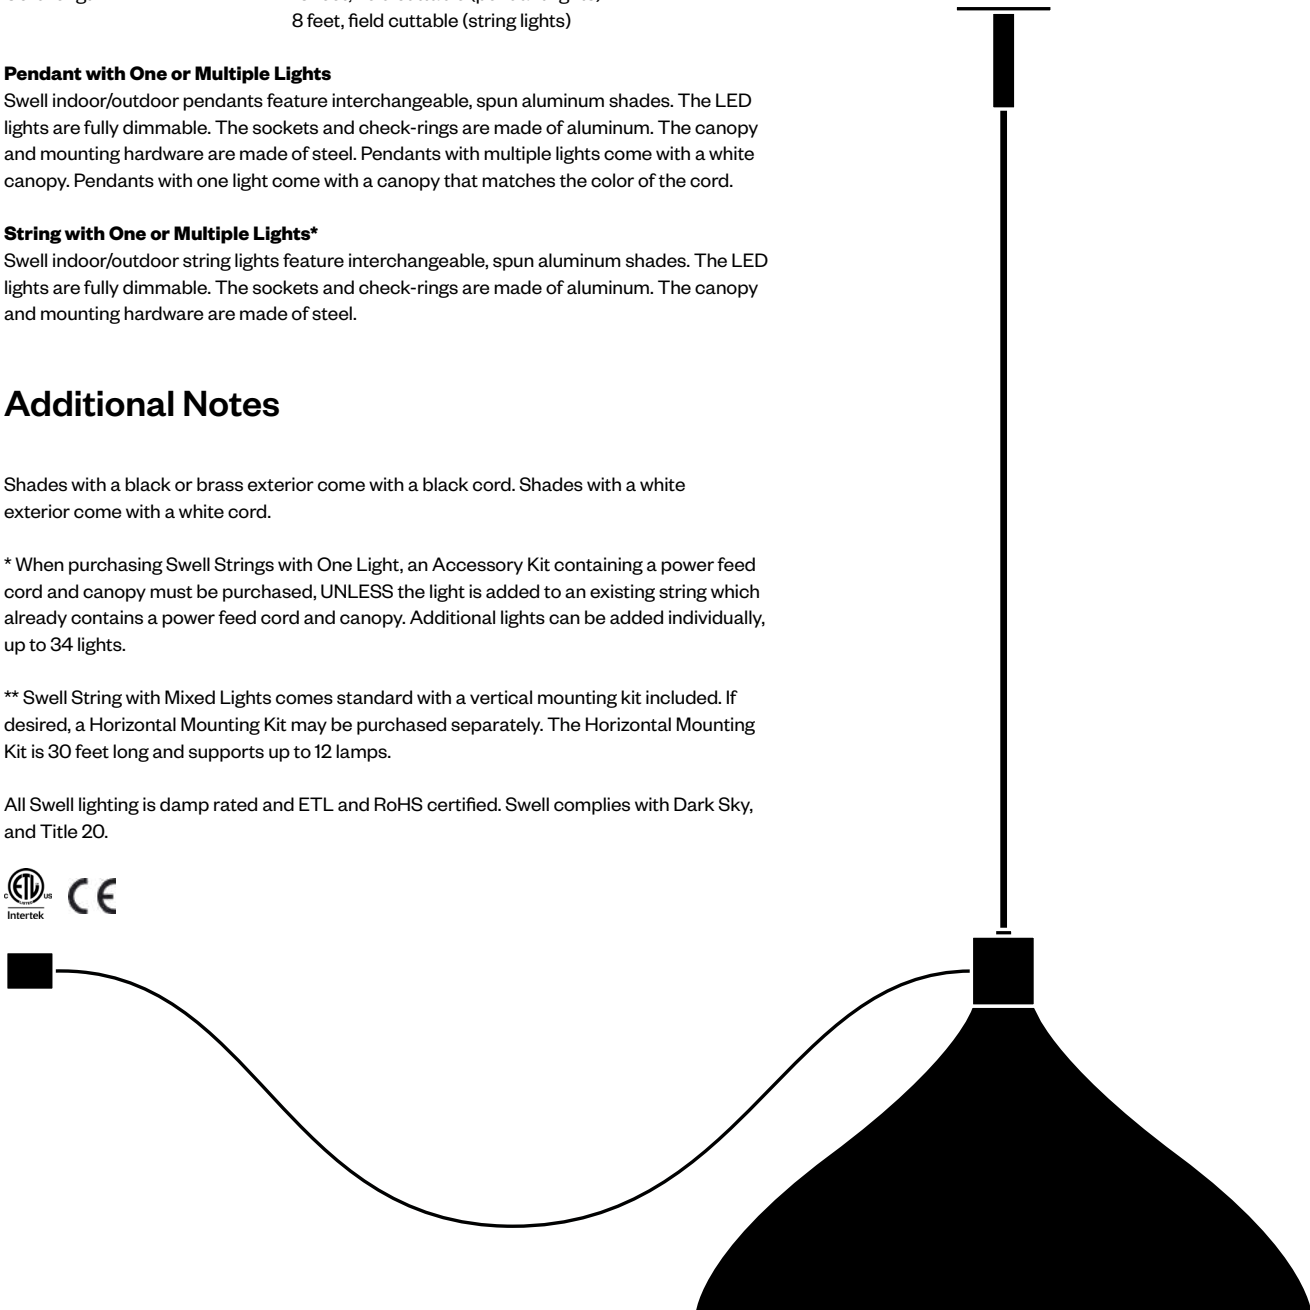 8 feet, field cuttable (string lights)
Pendant with One or Multiple Lights
Swell indoor/outdoor pendants feature interchangeable, spun aluminum shades. The LED
lights are fully dimmable. The sockets and check-rings are made of aluminum. The canopy
and mounting hardware are made of steel. Pendants with multiple lights come with a white
canopy. Pendants with one light come with a canopy that matches the color of the cord.
String with One or Multiple Lights*
Swell indoor/outdoor string lights feature interchangeable, spun aluminum shades. The LED
lights are fully dimmable. The sockets and check-rings are made of aluminum. The canopy
and mounting hardware are made of steel.
Additional Notes
Shades with a black or brass exterior come with a black cord. Shades with a white
exterior come with a white cord.
* When purchasing Swell Strings with One Light, an Accessory Kit containing a power feed
cord and canopy must be purchased, UNLESS the light is added to an existing string which
already contains a power feed cord and canopy. Additional lights can be added individually,
up to 34 lights.
** Swell String with Mixed Lights comes standard with a vertical mounting kit included. If
desired, a Horizontal Mounting Kit may be purchased separately. The Horizontal Mounting
Kit is 30 feet long and supports up to 12 lamps.
All Swell lighting is damp rated and ETL and RoHS certified. Swell complies with Dark Sky,
and Title 20.
C ETL US CE
Intertek